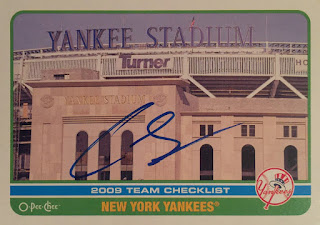 YANKEE STADIUM
Turner
YANKEE STADIUM
2009 TEAM CHECKLIST
O-Pee-Chee
NEW YORK YANKEES®